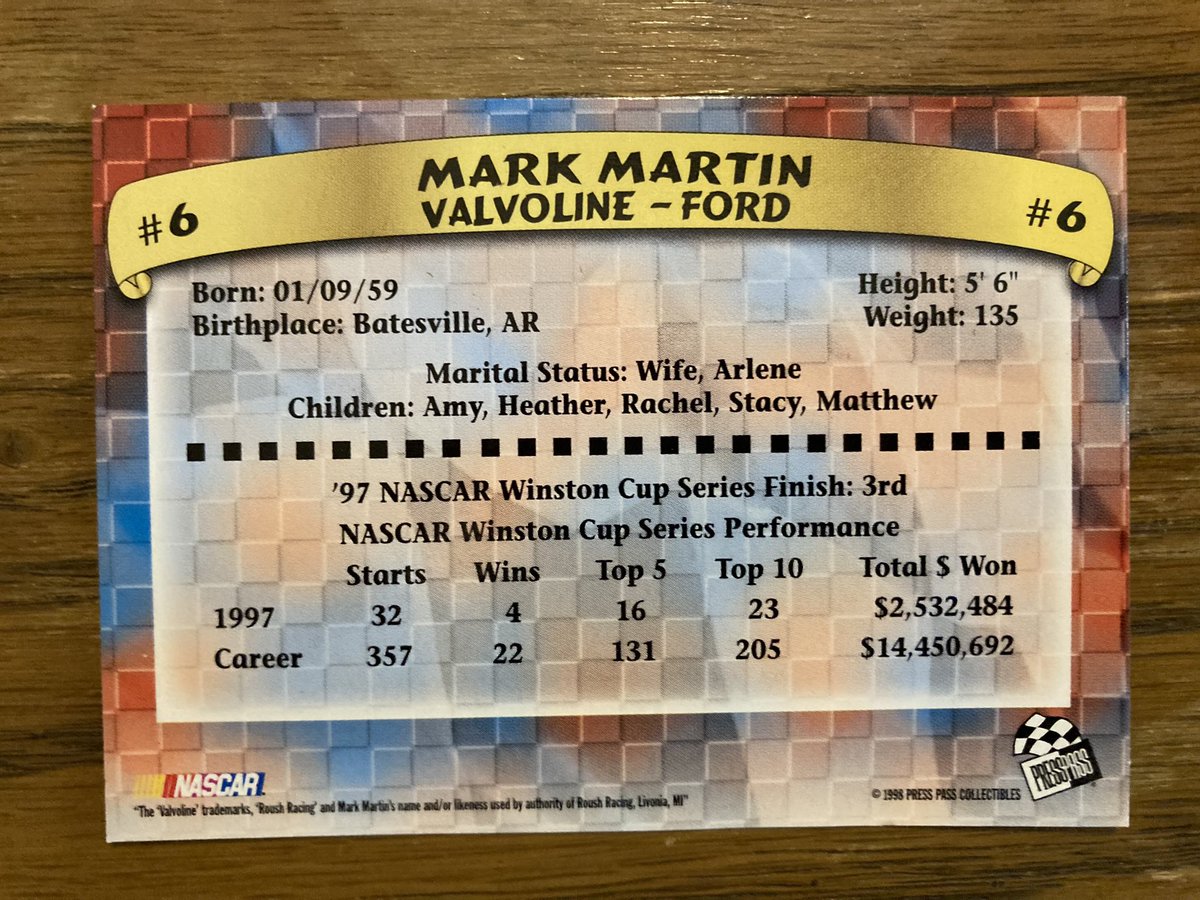 MARK MARTIN
VALVOLINE – FORD
#6
#6
Born: 01/09/59
Height: 5' 6"
Birthplace: Batesville, AR
Weight: 135
Marital Status: Wife, Arlene
Children: Amy, Heather, Rachel, Stacy, Matthew
'97 NASCAR Winston Cup Series Finish: 3rd
NASCAR Winston Cup Series Performance
Starts Wins Top 5 Top 10 Total $ Won
1997 32 4 16 23 $2,532,484
Career 357 22 131 205 $14,450,692
NASCAR
PRESS PASS
"The 'Valvoline' trademarks, 'Roush Racing' and Mark Martin's name and/or likeness used by authority of Roush Racing, Livonia, MI"
© 1998 PRESS PASS COLLECTIBLES